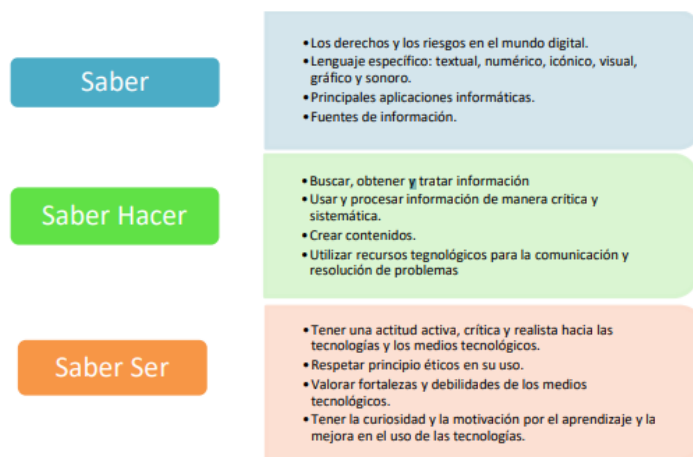 Saber
• Los derechos y los riesgos en el mundo digital.
• Lenguaje específico: textual, numérico, icónico, visual,
gráfico y sonoro.
• Principales aplicaciones informáticas.
• Fuentes de información.
Saber Hacer
• Buscar, obtener y tratar información
• Usar y procesar información de manera crítica y
sistemática.
• Crear contenidos.
• Utilizar recursos tegnológicos para la comunicación y
resolución de problemas
Saber Ser
• Tener una actitud activa, crítica y realista hacia las
tecnologías y los medios tecnológicos.
• Respetar principio éticos en su uso.
• Valorar fortalezas y debilidades de los medios
tecnológicos.
• Tener la curiosidad y la motivación por el aprendizaje y la
mejora en el uso de las tecnologías.